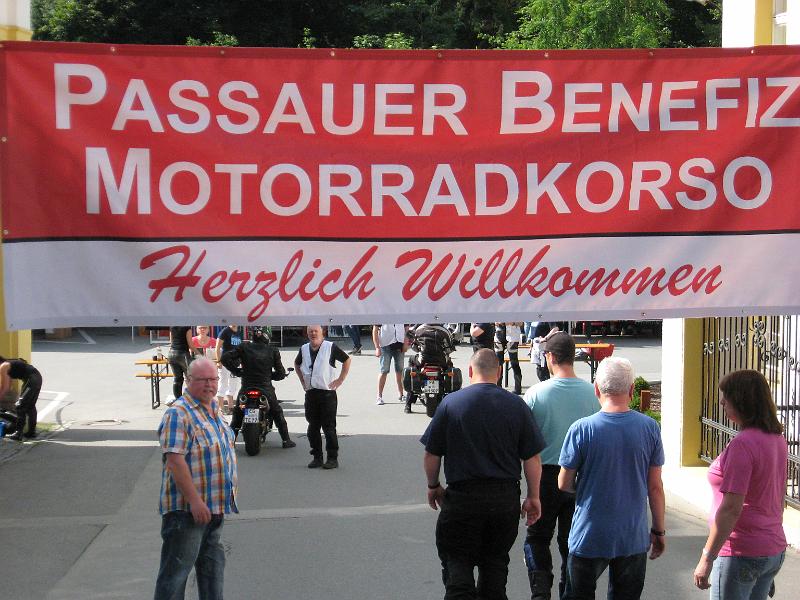 PASSAUER BENEFIZ
MOTORRADKORSO
Herzlich Willkommen